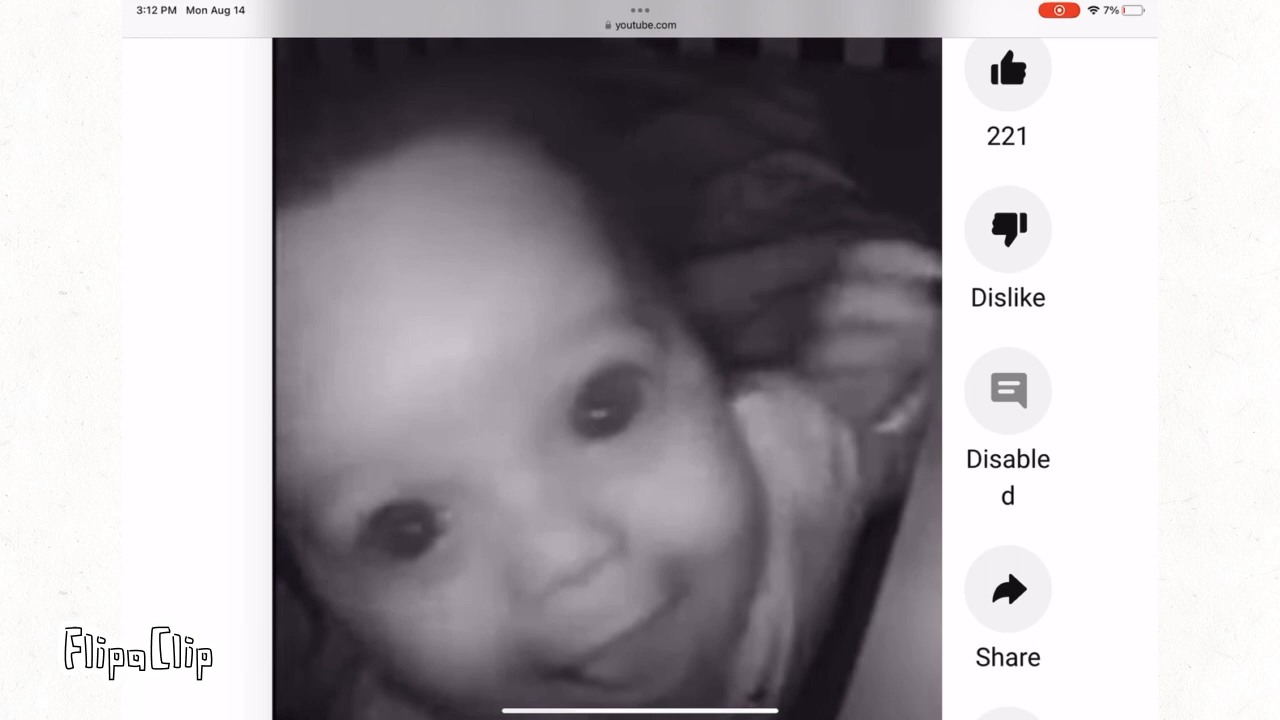 3:12 PM Mon Aug 14
youtube.com
7%
221
Dislike
Disable
d
Share
FlipaClip